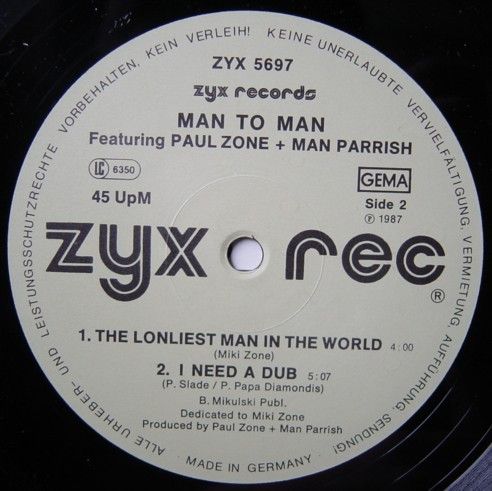 ALLE URHEBER- UND LEISTUNGSSCHUTZRECHTE VORBEHALTEN, KEIN VERLEIH! KEINE UNERLAUBTE VERVIELFÄLTIGUNG, VERMIETUNG, AUFFÜHRUNG, SENDUNG!
ZYX 5697
zyx records
MAN TO MAN
Featuring PAUL ZONE + MAN PARRISH
LC 6350
GEMA
45 UpM
Side 2
℗ 1987
zyx rec ®
1. THE LONLIEST MAN IN THE WORLD 4:00
(Miki Zone)
2. I NEED A DUB 5:07
(P. Slade / P. Papa Diamondis)
B. Mikulski Publ.
Dedicated to Miki Zone
Produced by Paul Zone + Man Parrish
· MADE IN GERMANY ·